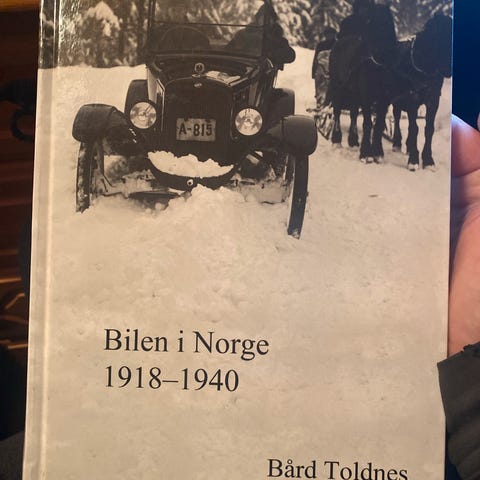 A-815
Bilen i Norge
1918–1940
Bård Toldnes